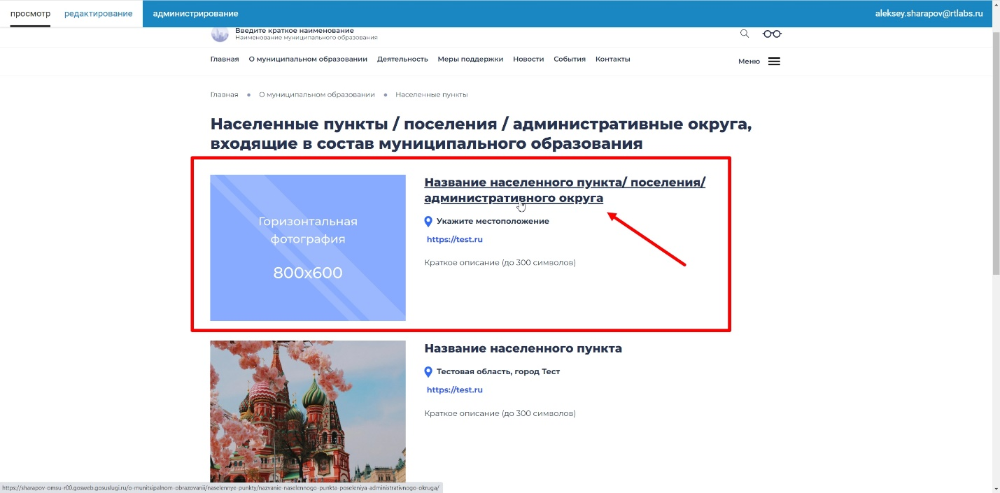 просмотр редактирование администрирование aleksey.sharapov@rtlabs.ru
Введите краткое наименование
Наименование муниципального образования
Главная О муниципальном образовании Деятельность Меры поддержки Новости События Контакты Меню
Главная О муниципальном образовании Населенные пункты
Населенные пункты / поселения / административные округа,
входящие в состав муниципального образования
Горизонтальная
фотография
800x600
Название населенного пункта/ поселения/
административного округа
Укажите местоположение
https://test.ru
Краткое описание (до 300 символов)
Название населенного пункта
Тестовая область, город Тест
https://test.ru
Краткое описание (до 300 символов)
https://sharapov-omsu-r00.gosweb.gosuslugi.ru/o-munitsipalnom-obrazovanii/naselennye-punkty/nazvanie-naselennogo-punkta-poseleniya-administrativnogo-okruga/